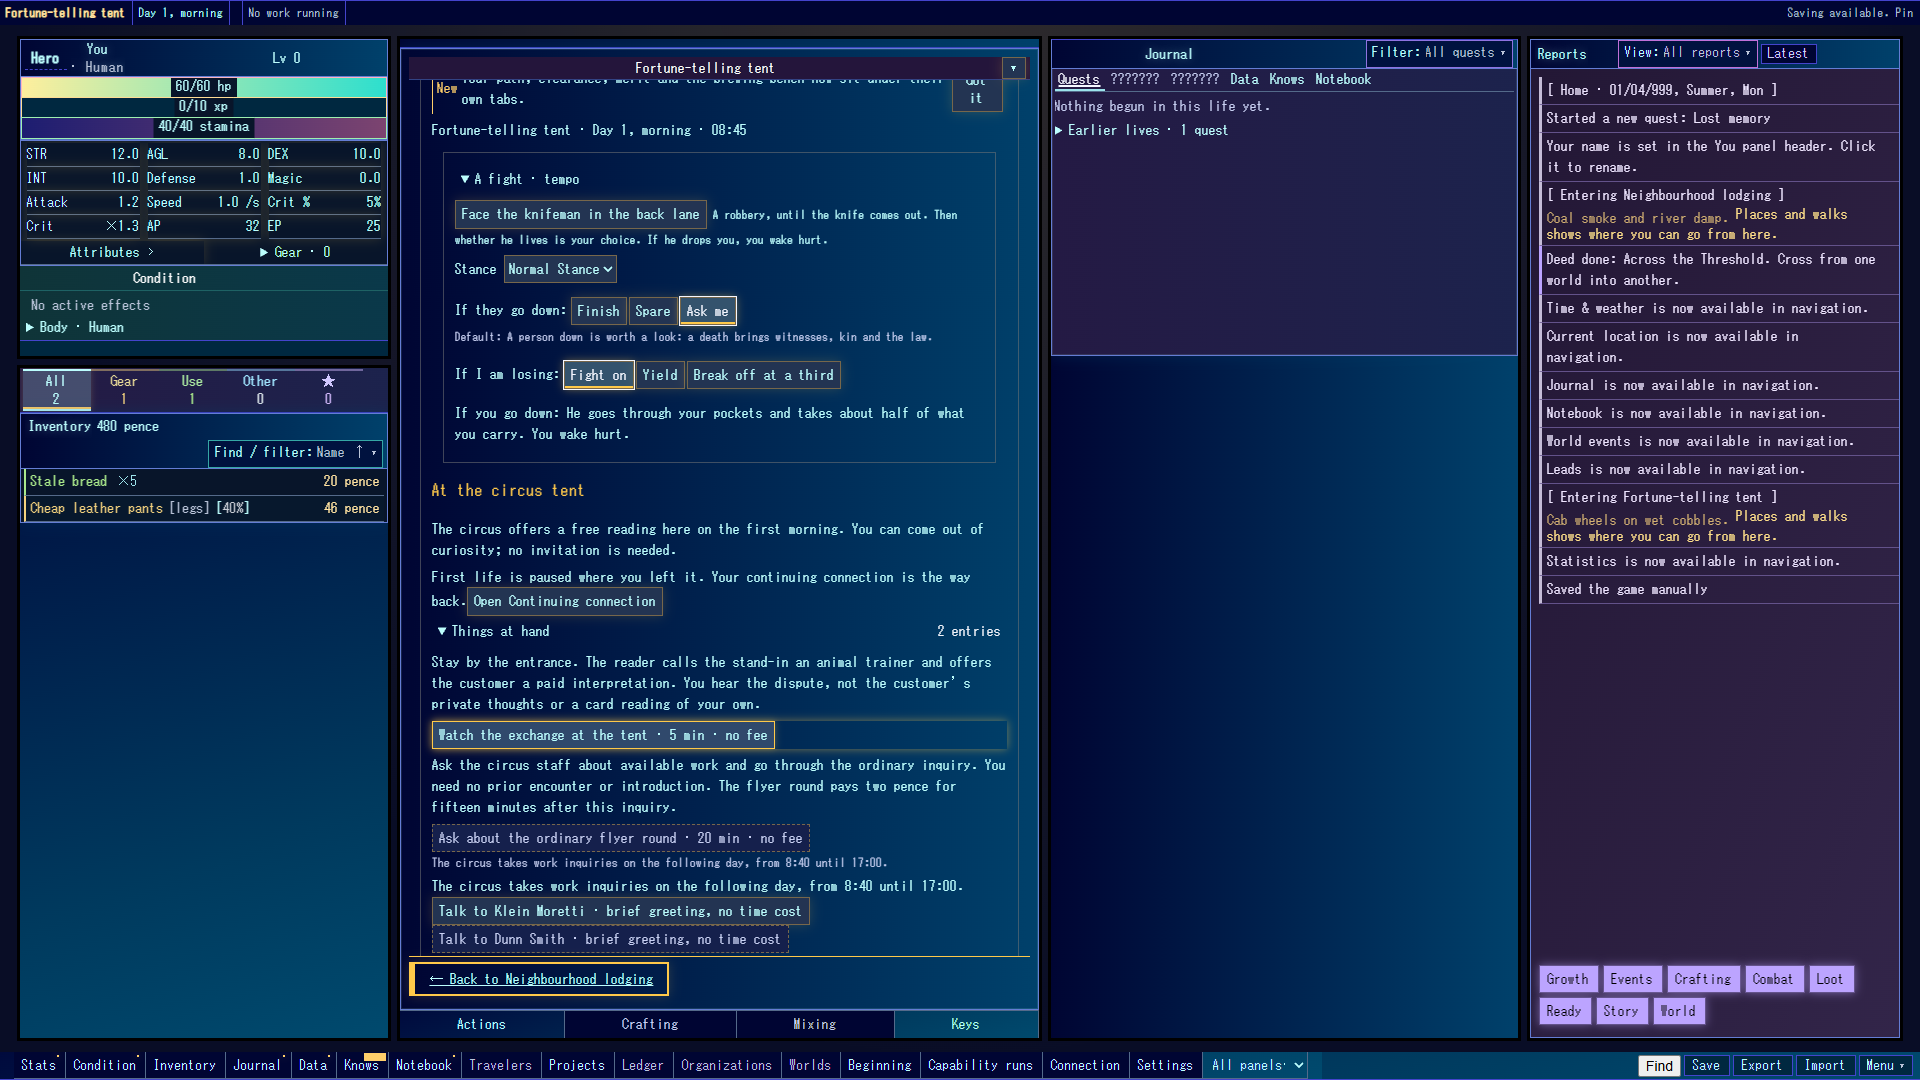 Fortune-telling tent
Day 1, morning
No work running
Saving available. Pin
Hero · You
Human
Lv 0
60/60 hp
0/10 xp
40/40 stamina
STR 12.0 AGL 8.0 DEX 10.0
INT 10.0 Defense 1.0 Magic 0.0
Attack 1.2 Speed 1.0 /s Crit % 5%
Crit ×1.3 AP 32 EP 25
Attributes >
▶ Gear · 0
Condition
No active effects
▶ Body · Human
All Gear Use Other ★
2 1 1 0 0
Inventory 480 pence
Find / filter: Name ↑ ▾
Stale bread ×5 20 pence
Cheap leather pants [legs] [40%] 46 pence
Fortune-telling tent ▾
New
own tabs.
it
Fortune-telling tent · Day 1, morning · 08:45
▼ A fight · tempo
Face the knifeman in the back lane A robbery, until the knife comes out. Then
whether he lives is your choice. If he drops you, you wake hurt.
Stance Normal Stance
If they go down: Finish Spare Ask me
Default: A person down is worth a look: a death brings witnesses, kin and the law.
If I am losing: Fight on Yield Break off at a third
If you go down: He goes through your pockets and takes about half of what
you carry. You wake hurt.
At the circus tent
The circus offers a free reading here on the first morning. You can come out of
curiosity; no invitation is needed.
First life is paused where you left it. Your continuing connection is the way
back. Open Continuing connection
▼ Things at hand 2 entries
Stay by the entrance. The reader calls the stand-in an animal trainer and offers
the customer a paid interpretation. You hear the dispute, not the customer’s
private thoughts or a card reading of your own.
Watch the exchange at the tent · 5 min · no fee
Ask the circus staff about available work and go through the ordinary inquiry. You
need no prior encounter or introduction. The flyer round pays two pence for
fifteen minutes after this inquiry.
Ask about the ordinary flyer round · 20 min · no fee
The circus takes work inquiries on the following day, from 8:40 until 17:00.
The circus takes work inquiries on the following day, from 8:40 until 17:00.
Talk to Klein Moretti · brief greeting, no time cost
Talk to Dunn Smith · brief greeting, no time cost
← Back to Neighbourhood lodging
Actions Crafting Mixing Keys
Journal
Filter: All quests ▾
Quests ??????? ??????? Data Knows Notebook
Nothing begun in this life yet.
▶ Earlier lives · 1 quest
Reports
View: All reports ▾
Latest
[ Home · 01/04/999, Summer, Mon ]
Started a new quest: Lost memory
Your name is set in the You panel header. Click
it to rename.
[ Entering Neighbourhood lodging ]
Coal smoke and river damp. Places and walks
shows where you can go from here.
Deed done: Across the Threshold. Cross from one
world into another.
Time & weather is now available in navigation.
Current location is now available in
navigation.
Journal is now available in navigation.
Notebook is now available in navigation.
World events is now available in navigation.
Leads is now available in navigation.
[ Entering Fortune-telling tent ]
Cab wheels on wet cobbles. Places and walks
shows where you can go from here.
Statistics is now available in navigation.
Saved the game manually
Growth Events Crafting Combat Loot
Ready Story World
Stats Condition Inventory Journal Data Knows Notebook Travelers Projects Ledger Organizations Worlds Beginning Capability runs Connection Settings All panels
Find Save Export Import Menu ▾